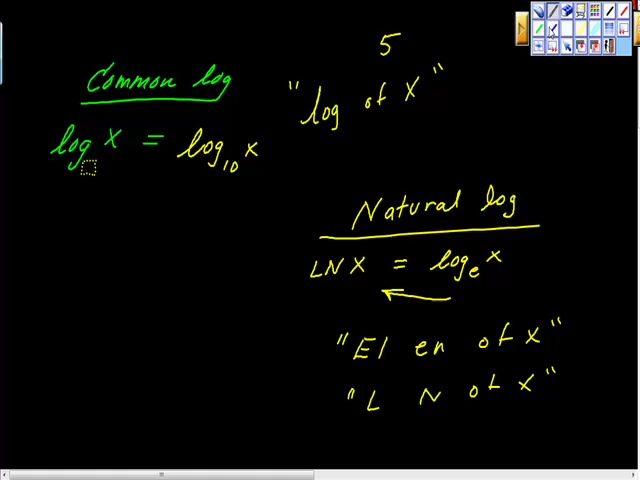 5
Common log
"log of x"
log x = log₁₀ x
Natural log
LN X = logₑ x
"El en of x"
"L N of x"